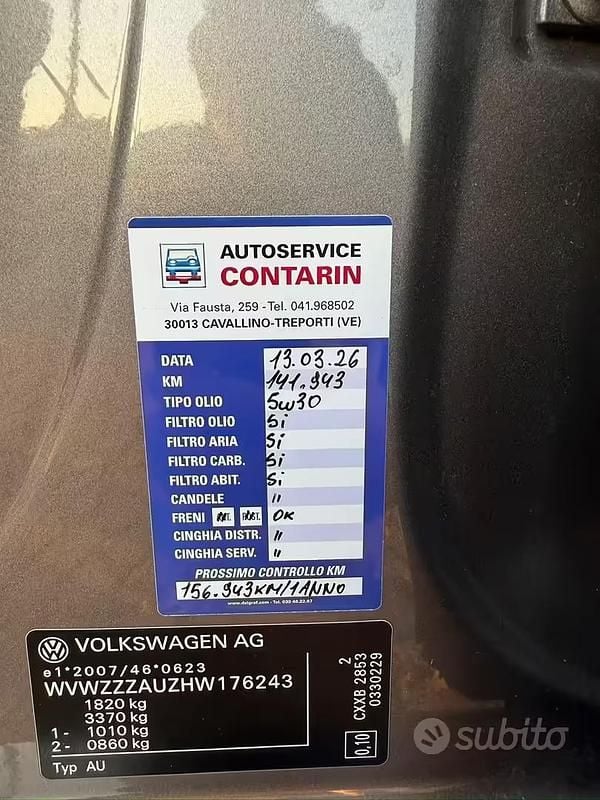 AUTOSERVICE
CONTARIN
Via Fausta, 259 - Tel. 041.968502
30013 CAVALLINO-TREPORTI (VE)
DATA 13.03.26
KM 141.943
TIPO OLIO 5w30
FILTRO OLIO Si
FILTRO ARIA Si
FILTRO CARB. Si
FILTRO ABIT. Si
CANDELE "
FRENI ANT. POST. OK
CINGHIA DISTR. "
CINGHIA SERV. "
PROSSIMO CONTROLLO KM
156.943KM/1ANNO
VOLKSWAGEN AG
e1*2007/46*0623
WVWZZZAUZHW176243
1820 kg
3370 kg
1- 1010 kg
2- 0860 kg
Typ AU
2
CXXB 2853
0330229
0,10
subito